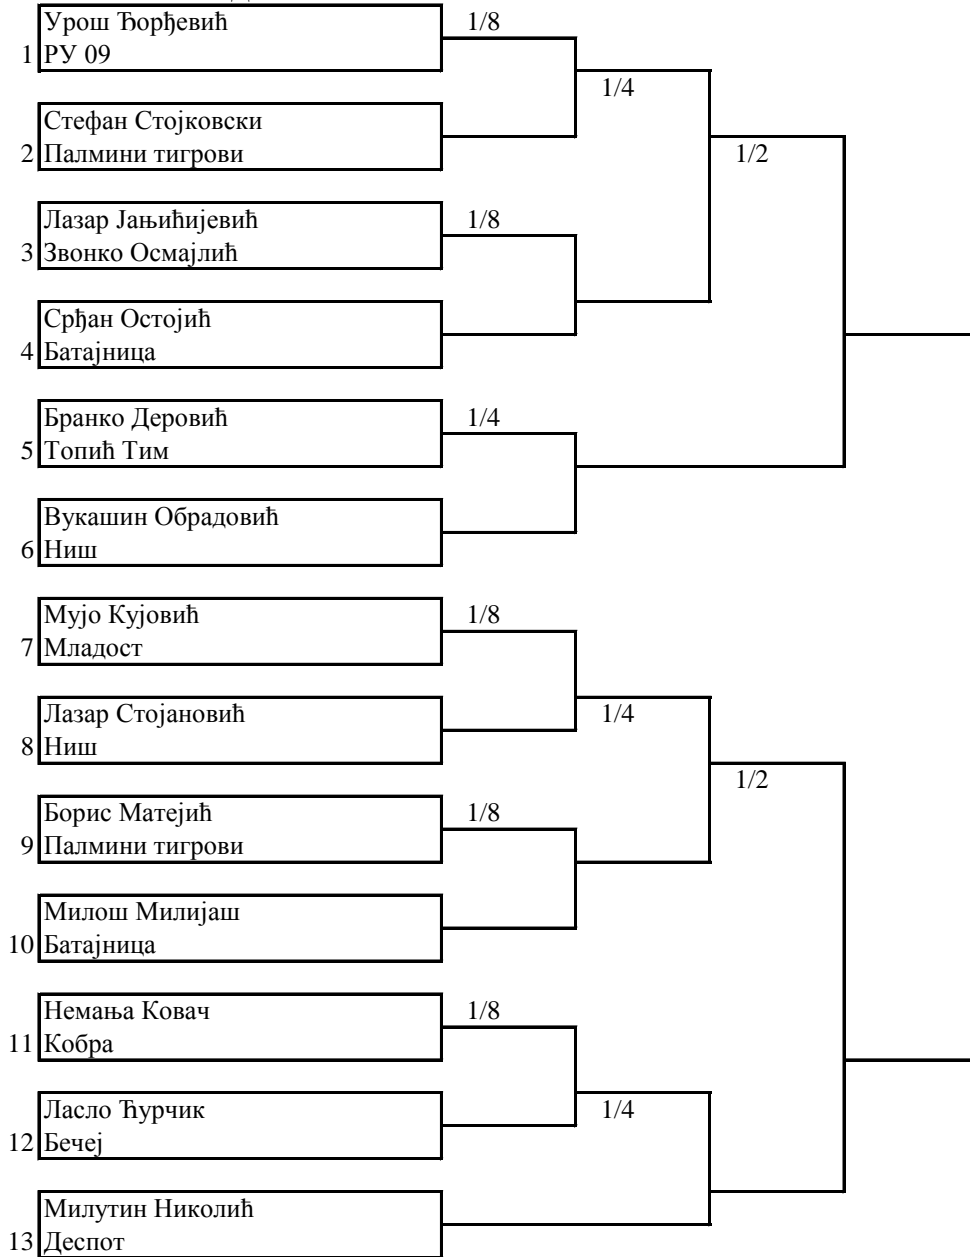 Урош Ђорђевић 1/8
1 РУ 09
1/4
Стефан Стојковски
2 Палмини тигрови 1/2
Лазар Јањићијевић 1/8
3 Звонко Осмајлић
Срђан Остојић
4 Батајница
Бранко Деровић 1/4
5 Топић Тим
Вукашин Обрадовић
6 Ниш
Мујо Кујовић 1/8
7 Младост
Лазар Стојановић 1/4
8 Ниш
1/2
Борис Матејић 1/8
9 Палмини тигрови
Милош Милијаш
10 Батајница
Немања Ковач 1/8
11 Кобра
Ласло Ћурчик 1/4
12 Бечеј
Милутин Николић
13 Деспот